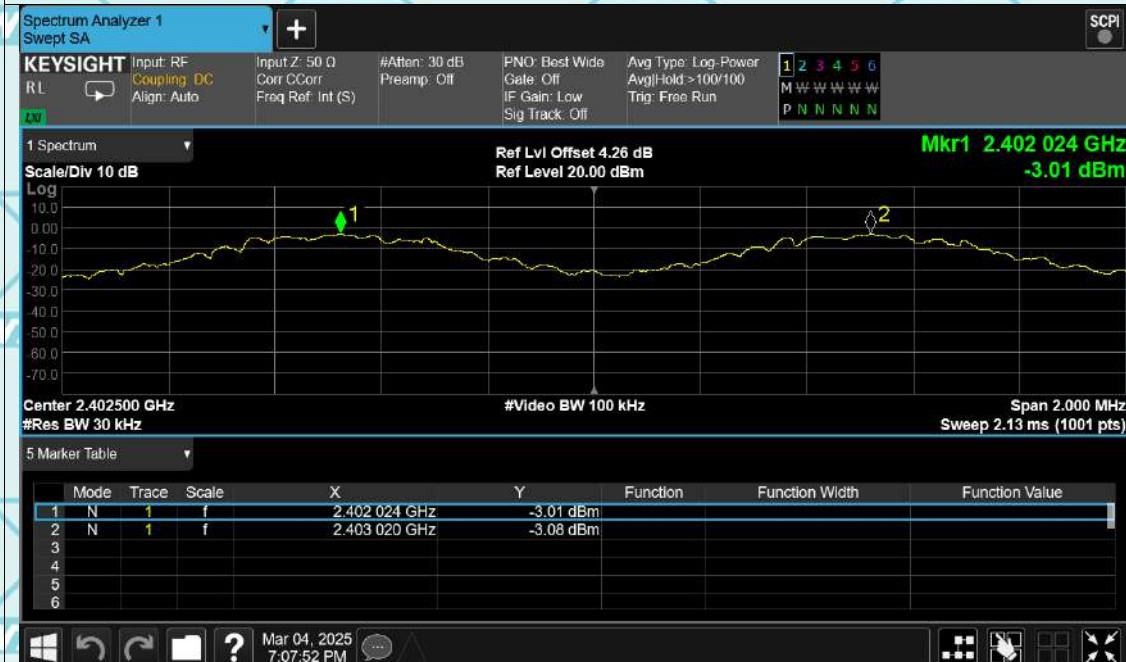 Spectrum Analyzer 1
Swept SA
+
SCPI
KEYSIGHT
RL
LXI
Input: RF
Coupling: DC
Align: Auto
Input Z: 50 Ω
Corr CCorr
Freq Ref: Int (S)
#Atten: 30 dB
Preamp: Off
PNO: Best Wide
Gate: Off
IF Gain: Low
Sig Track: Off
Avg Type: Log-Power
Avg|Hold:>100/100
Trig: Free Run
1 2 3 4 5 6
M W W W W W
P N N N N N
1 Spectrum
Scale/Div 10 dB
Ref Lvl Offset 4.26 dB
Ref Level 20.00 dBm
Mkr1 2.402 024 GHz
-3.01 dBm
Log
10.0
0.00
-10.0
-20.0
-30.0
-40.0
-50.0
-60.0
-70.0
1
2
Center 2.402500 GHz
#Res BW 30 kHz
#Video BW 100 kHz
Span 2.000 MHz
Sweep 2.13 ms (1001 pts)
5 Marker Table
Mode Trace Scale X Y Function Function Width Function Value
1 N 1 f 2.402 024 GHz -3.01 dBm
2 N 1 f 2.403 020 GHz -3.08 dBm
3
4
5
6
?
Mar 04, 2025
7:07:52 PM